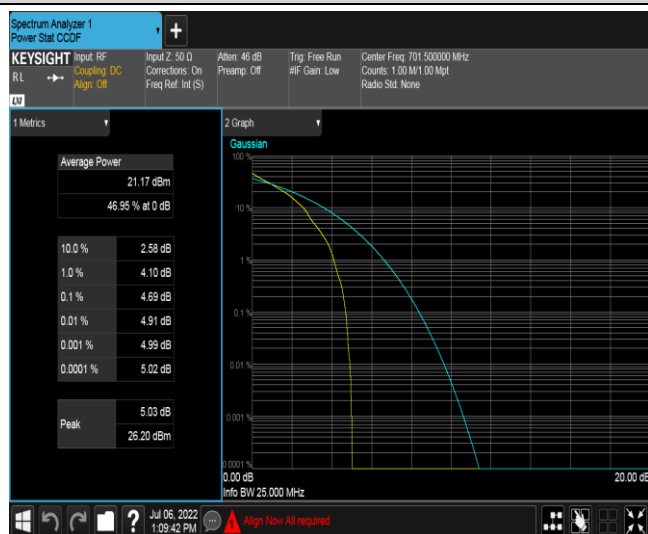 Spectrum Analyzer 1
Power Stat CCDF
+
KEYSIGHT
RL
LXI
Input: RF
Coupling: DC
Align: Off
Input Z: 50 Ω
Corrections: On
Freq Ref: Int (S)
Atten: 46 dB
Preamp: Off
Trig: Free Run
#IF Gain: Low
Center Freq: 701.500000 MHz
Counts: 1.00 M/1.00 Mpt
Radio Std: None
1 Metrics
Average Power
21.17 dBm
46.95 % at 0 dB
10.0 % 2.58 dB
1.0 % 4.10 dB
0.1 % 4.69 dB
0.01 % 4.91 dB
0.001 % 4.99 dB
0.0001 % 5.02 dB
Peak
5.03 dB
26.20 dBm
2 Graph
Gaussian
100 %
10 %
1 %
0.1 %
0.01 %
0.001 %
0.0001 %
0.00 dB
20.00 dB
Info BW 25.000 MHz
?
Jul 06, 2022
1:09:42 PM
Align Now All required